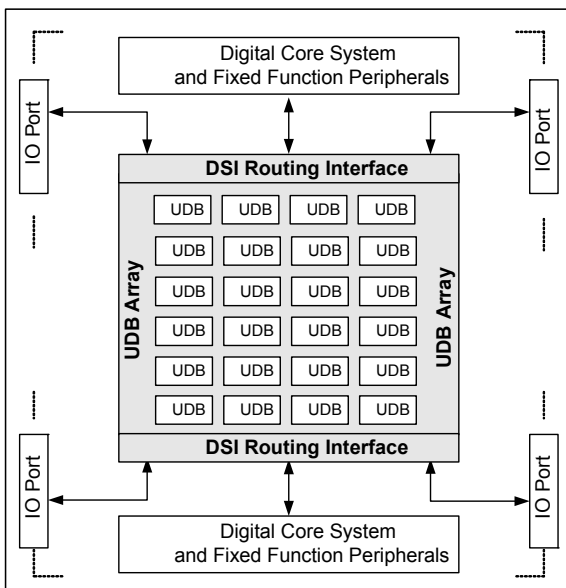 Digital Core System
and Fixed Function Peripherals
IO Port
IO Port
DSI Routing Interface
UDB UDB UDB UDB
UDB UDB UDB UDB
UDB Array
UDB Array
UDB UDB UDB UDB
UDB UDB UDB UDB
UDB UDB UDB UDB
UDB UDB UDB UDB
DSI Routing Interface
IO Port
IO Port
Digital Core System
and Fixed Function Peripherals